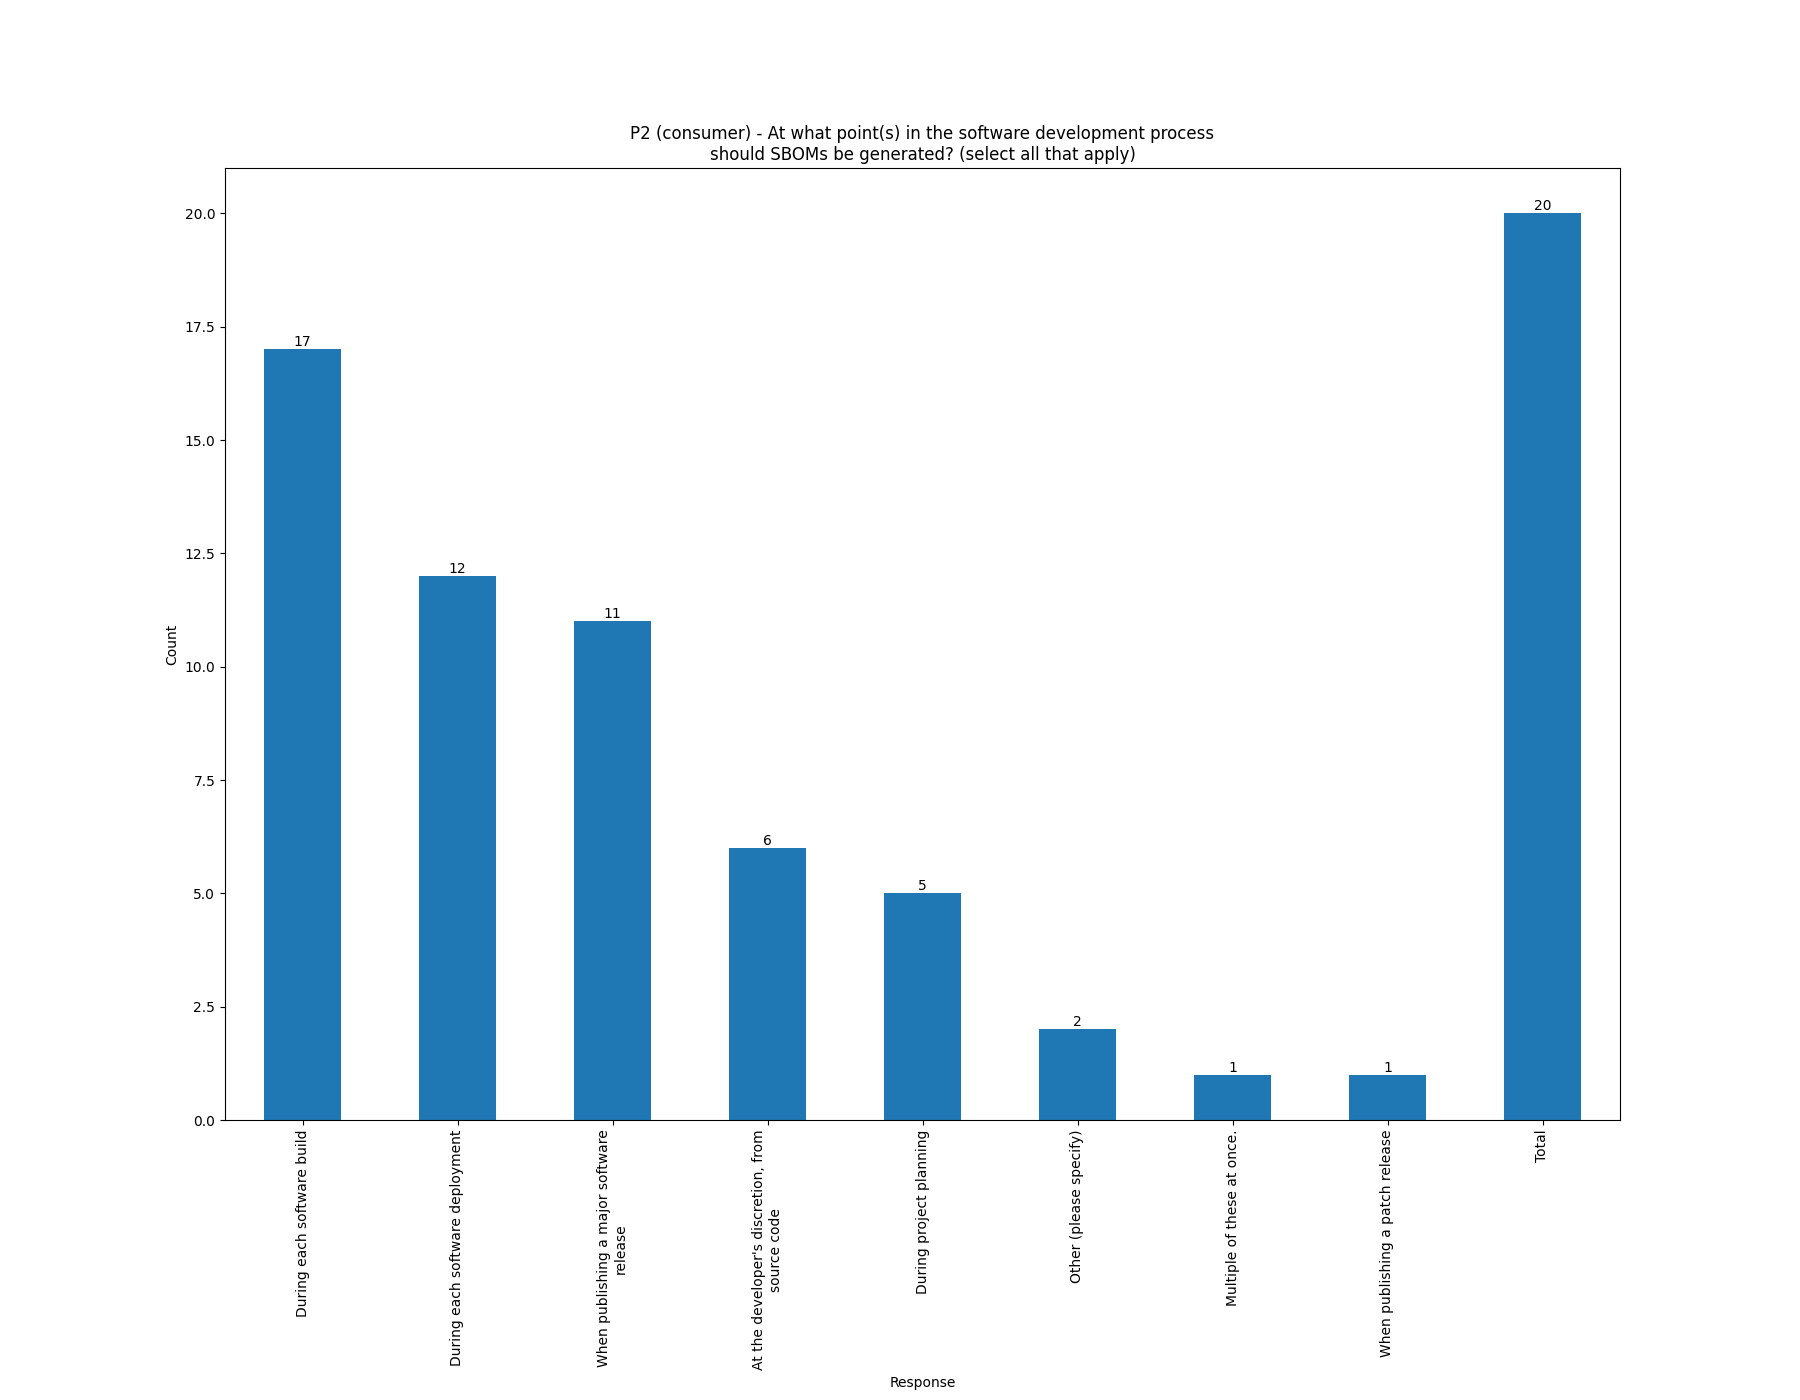 P2 (consumer) - At what point(s) in the software development process
should SBOMs be generated? (select all that apply)
Count
20.0
17.5
15.0
12.5
10.0
7.5
5.0
2.5
0.0
17
12
11
6
5
2
1
1
20
During each software build
During each software deployment
When publishing a major software
release
At the developer's discretion, from
source code
During project planning
Other (please specify)
Multiple of these at once.
When publishing a patch release
Total
Response